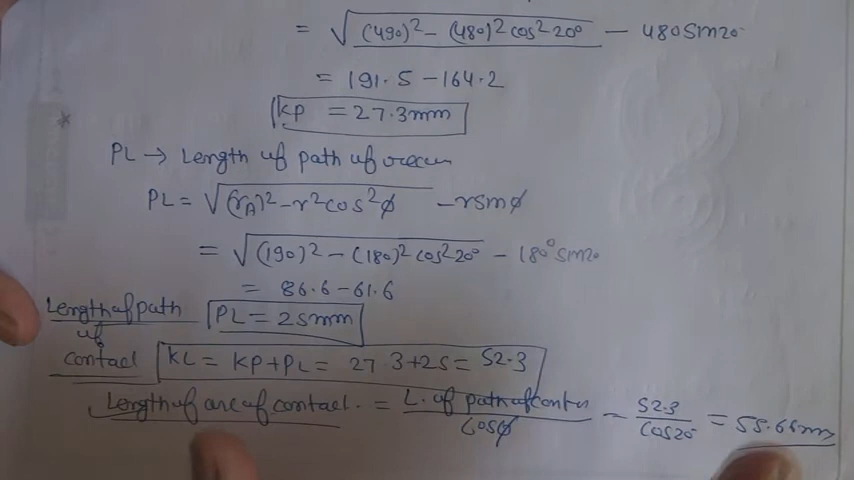 = √(490)² - (480)² cos² 20° - 480 sin 20
= 191.5 - 164.2
KP = 27.3mm
PL → Length of path of recess
PL = √(rA)² - r² cos² ϕ - r sin ϕ
= √(190)² - (180)² cos² 20° - 180° sin 20
= 86.6 - 61.6
PL = 25mm
Length of path of contact
KL = KP + PL = 27.3 + 25 = 52.3
Length of arc of contact. = L. of path of contact / cos ϕ = 52.3 / cos 20 = 55.66mm